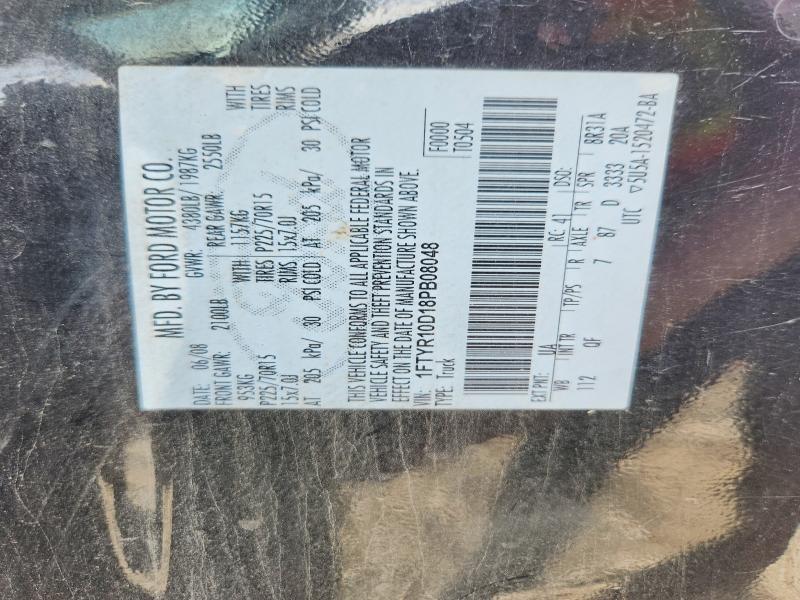 MFD. BY FORD MOTOR CO.
DATE: 06/08 GVWR: 4380LB/1987KG
FRONT GAWR: 2100LB REAR GAWR: 2550LB
953KG WITH 1157KG WITH
P225/70R15 TIRES P225/70R15 TIRES
15x7.0J RIMS 15x7.0J RIMS
AT 205 kPa/ 30 PSI COLD AT 205 kPa/ 30 PSI COLD
THIS VEHICLE CONFORMS TO ALL APPLICABLE FEDERAL MOTOR
VEHICLE SAFETY AND THEFT PREVENTION STANDARDS IN
EFFECT ON THE DATE OF MANUFACTURE SHOWN ABOVE.
VIN: 1FTYR10D18PB08048
TYPE: Truck
F0000
T0504
EXT PNT: UA RC: 41 DSO:
WB INT TR TP/PS R AXLE TR SPR 8R3TA
112 QF 7 87 D 3333 20A
UTC ▽5U5A-1520472-BA